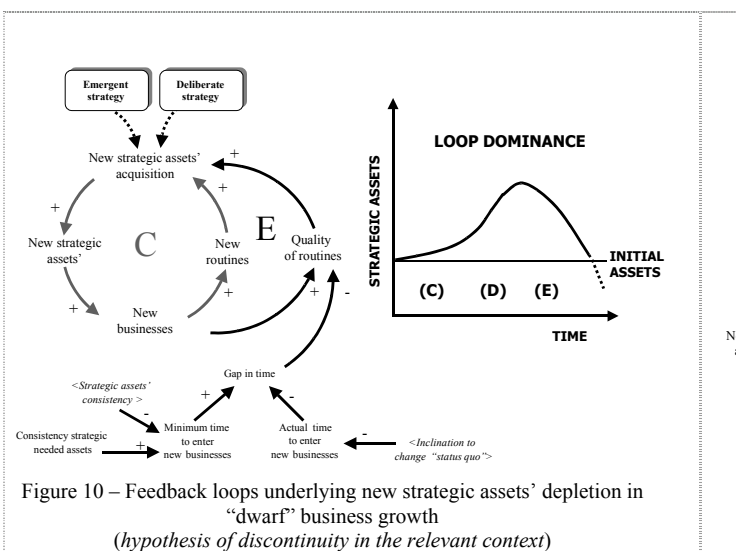 Emergent
strategy
Deliberate
strategy
New strategic assets’
acquisition
+
+
+
New strategic
assets’
C
New
routines
E
Quality
of routines
+
+
+
-
New
businesses
LOOP DOMINANCE
STRATEGIC ASSETS
INITIAL
ASSETS
(C)
(D)
(E)
TIME
Gap in time
<Strategic assets’
consistency >
+
-
-
Consistency strategic
needed assets
+
Minimum time
to enter
new businesses
Actual time
to enter
new businesses
-
<Inclination to
change “status quo”>
Figure 10 – Feedback loops underlying new strategic assets’ depletion in
“dwarf” business growth
(hypothesis of discontinuity in the relevant context)
N
a